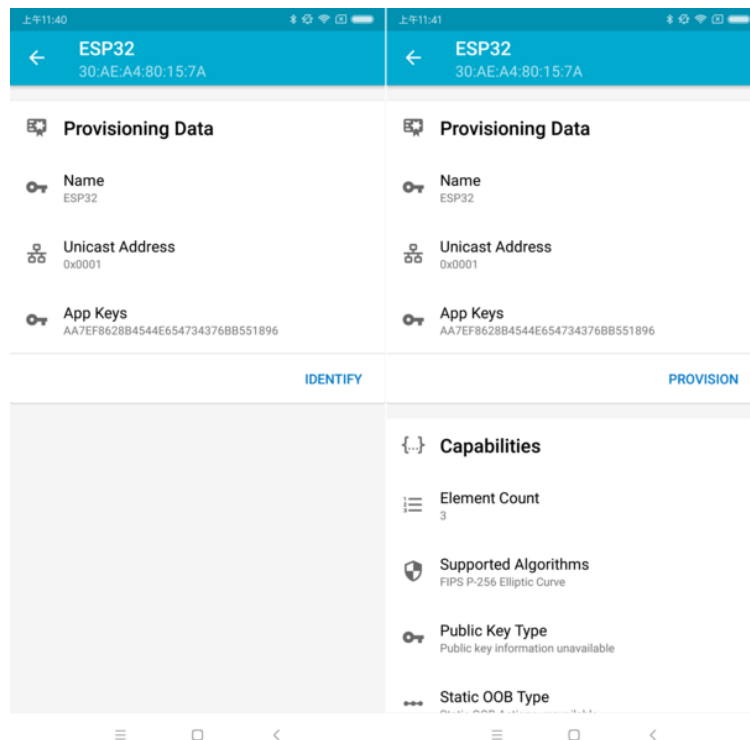 上午11:40
ESP32
30:AE:A4:80:15:7A
Provisioning Data
Name
ESP32
Unicast Address
0x0001
App Keys
AA7EF8628B4544E654734376BB551896
IDENTIFY
上午11:41
ESP32
30:AE:A4:80:15:7A
Provisioning Data
Name
ESP32
Unicast Address
0x0001
App Keys
AA7EF8628B4544E654734376BB551896
PROVISION
{...} Capabilities
Element Count
3
Supported Algorithms
FIPS P-256 Elliptic Curve
Public Key Type
Public key information unavailable
Static OOB Type